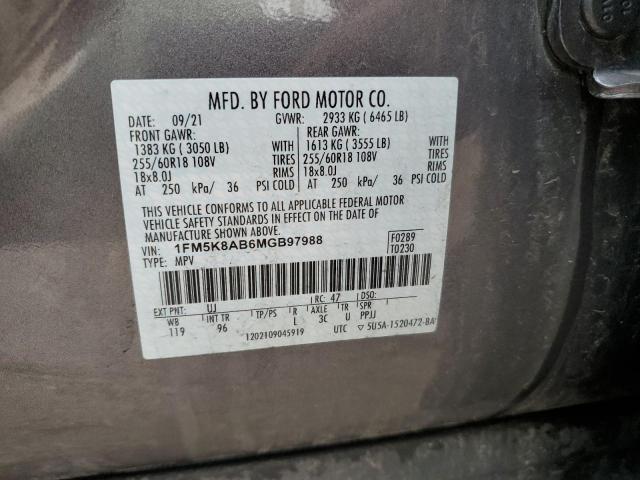 MFD. BY FORD MOTOR CO.
DATE: 09/21 GVWR: 2933 KG ( 6465 LB)
FRONT GAWR: REAR GAWR:
1383 KG ( 3050 LB) WITH 1613 KG ( 3555 LB) WITH
255/60R18 108V TIRES 255/60R18 108V TIRES
18x8.0J RIMS 18x8.0J RIMS
AT 250 kPa/ 36 PSI COLD AT 250 kPa/ 36 PSI COLD
THIS VEHICLE CONFORMS TO ALL APPLICABLE FEDERAL MOTOR
VEHICLE SAFETY STANDARDS IN EFFECT ON THE DATE OF
MANUFACTURE SHOWN ABOVE.
VIN: 1FM5K8AB6MGB97988 F0289
TYPE: MPV T0230
EXT PNT: UJ RC: 47
WB INT TR TP/PS R AXLE TR SPR
119 96 L 3C U PPJJ
1202109045919 UTC ▽ 5U5A-1520472-BA